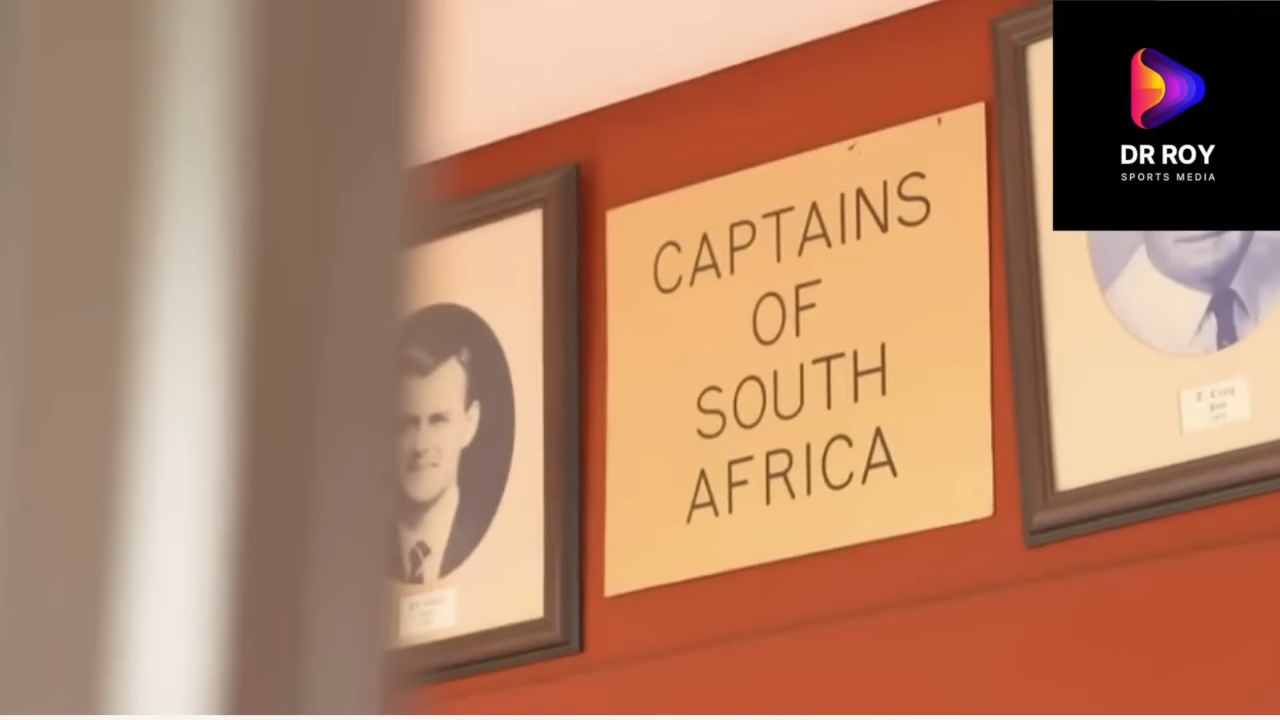 CAPTAINS
OF
SOUTH
AFRICA
DR ROY
SPORTS MEDIA